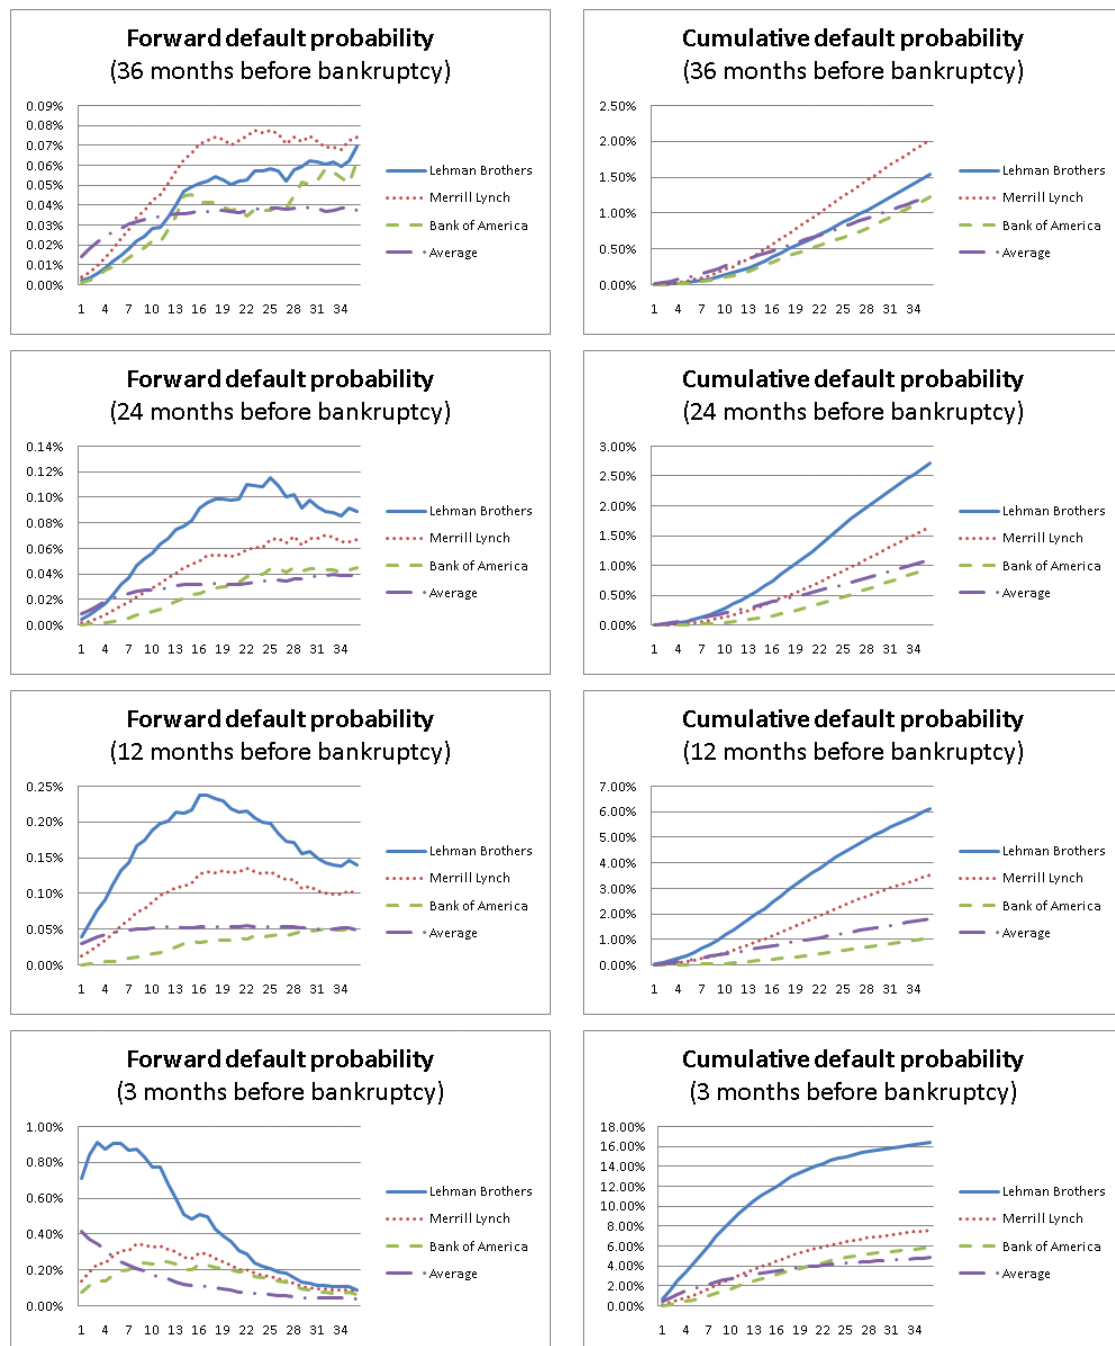 Forward default probability
(36 months before bankruptcy)
0.09%
0.08%
0.07%
0.06%
0.05%
0.04%
0.03%
0.02%
0.01%
0.00%
1 4 7 10 13 16 19 22 25 28 31 34
Lehman Brothers
Merrill Lynch
Bank of America
Average
Cumulative default probability
(36 months before bankruptcy)
2.50%
2.00%
1.50%
1.00%
0.50%
0.00%
1 4 7 10 13 16 19 22 25 28 31 34
Lehman Brothers
Merrill Lynch
Bank of America
Average
Forward default probability
(24 months before bankruptcy)
0.14%
0.12%
0.10%
0.08%
0.06%
0.04%
0.02%
0.00%
1 4 7 10 13 16 19 22 25 28 31 34
Lehman Brothers
Merrill Lynch
Bank of America
Average
Cumulative default probability
(24 months before bankruptcy)
3.00%
2.50%
2.00%
1.50%
1.00%
0.50%
0.00%
1 4 7 10 13 16 19 22 25 28 31 34
Lehman Brothers
Merrill Lynch
Bank of America
Average
Forward default probability
(12 months before bankruptcy)
0.25%
0.20%
0.15%
0.10%
0.05%
0.00%
1 4 7 10 13 16 19 22 25 28 31 34
Lehman Brothers
Merrill Lynch
Bank of America
Average
Cumulative default probability
(12 months before bankruptcy)
7.00%
6.00%
5.00%
4.00%
3.00%
2.00%
1.00%
0.00%
1 4 7 10 13 16 19 22 25 28 31 34
Lehman Brothers
Merrill Lynch
Bank of America
Average
Forward default probability
(3 months before bankruptcy)
1.00%
0.80%
0.60%
0.40%
0.20%
0.00%
1 4 7 10 13 16 19 22 25 28 31 34
Lehman Brothers
Merrill Lynch
Bank of America
Average
Cumulative default probability
(3 months before bankruptcy)
18.00%
16.00%
14.00%
12.00%
10.00%
8.00%
6.00%
4.00%
2.00%
0.00%
1 4 7 10 13 16 19 22 25 28 31 34
Lehman Brothers
Merrill Lynch
Bank of America
Average